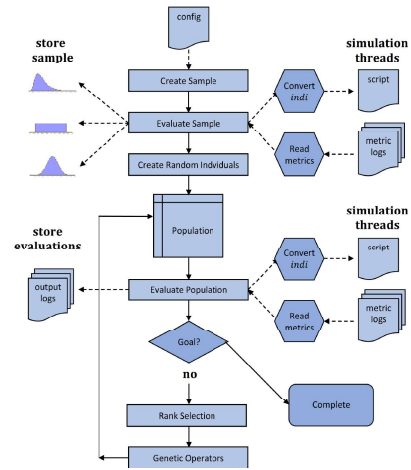 config
store
sample
simulation
threads
Create Sample
Convert
indi
script
Evaluate Sample
Read
metrics
metric
logs
Create Random Indviduals
Population
simulation
threads
store
evaluations
Convert
indi
script
output
logs
Evaluate Population
Read
metrics
metric
logs
Goal?
no
Complete
Rank Selection
Genetic Operators